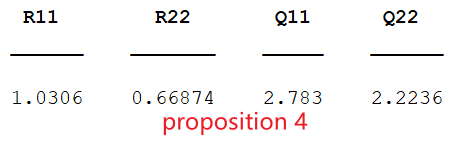 R11 R22 Q11 Q22
1.0306 0.66874 2.783 2.2236
proposition 4